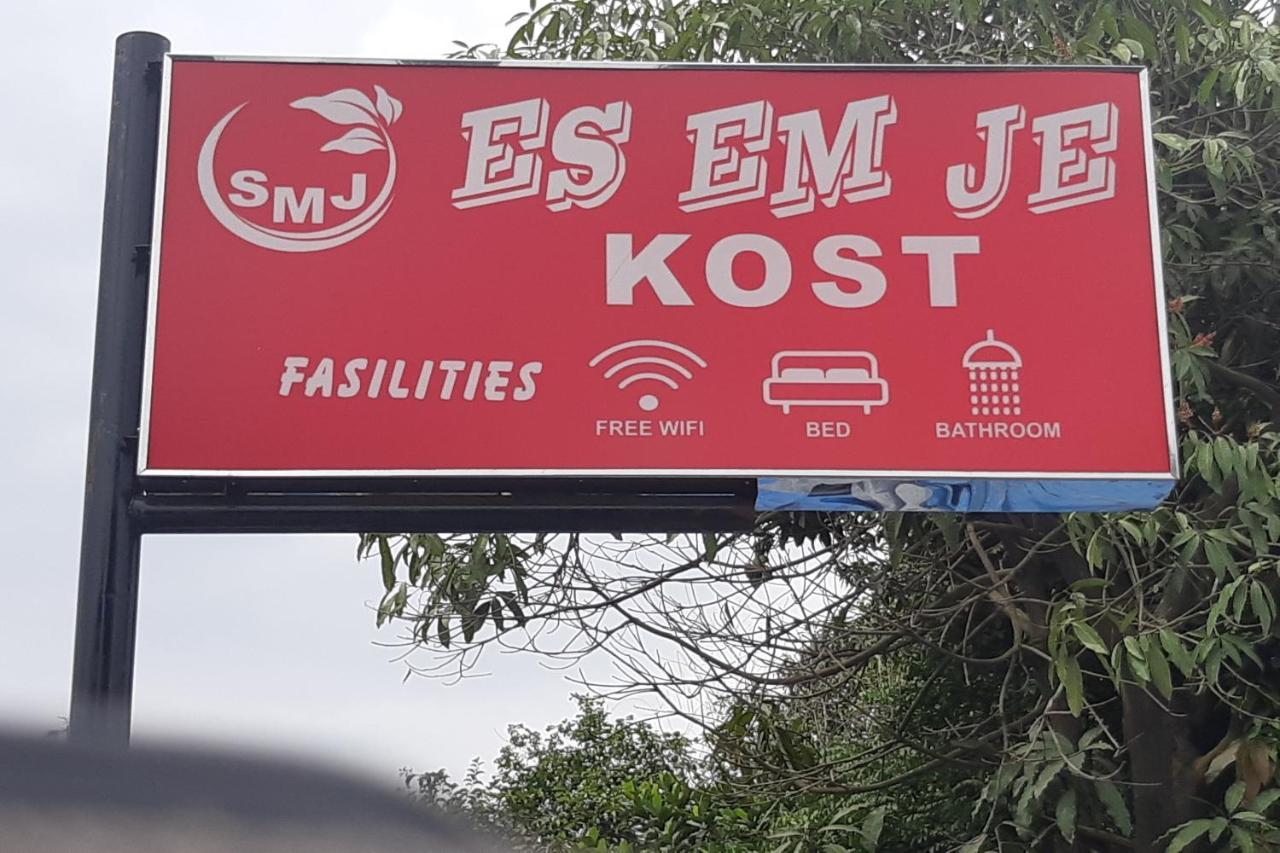 SMJ
ES EM JE
KOST
FASILITIES
FREE WIFI
BED
BATHROOM